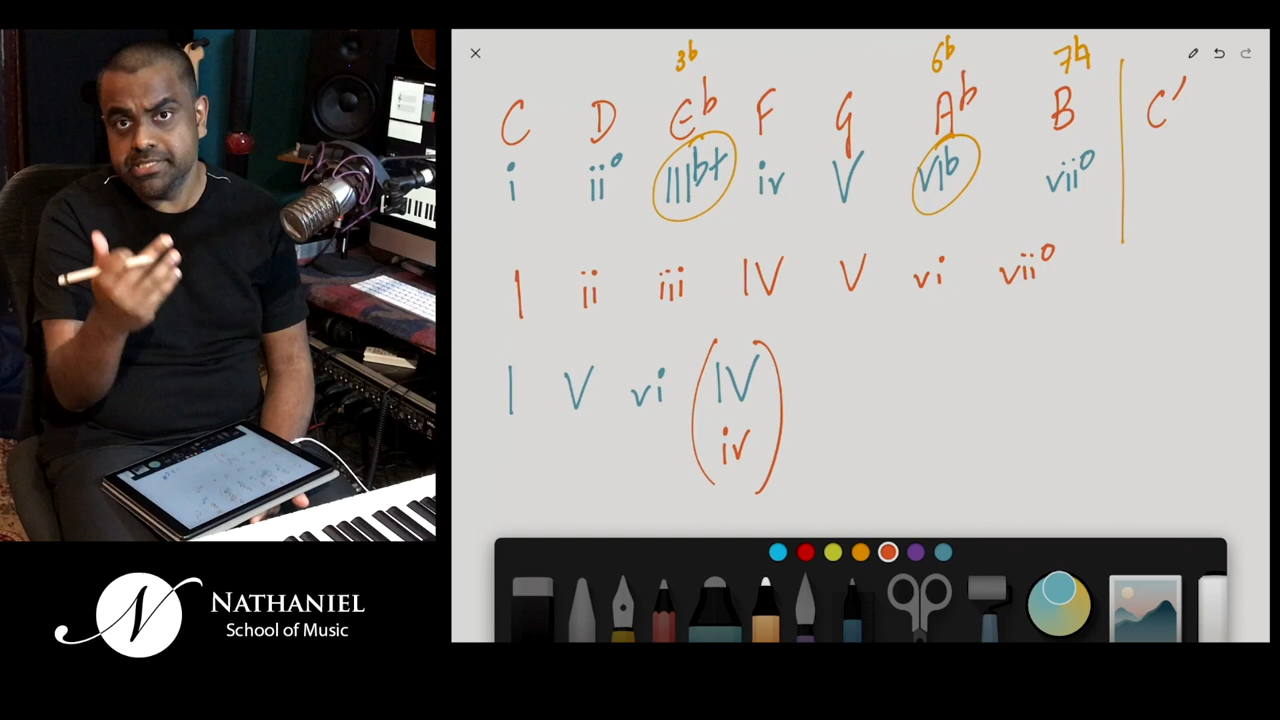 3b 6b 7♮
C D Eb F G Ab B C'
i ii° IIIb+ iv V VIb vii°
I ii iii IV V vi vii°
I V vi (IV
iv)
NATHANIEL
School of Music